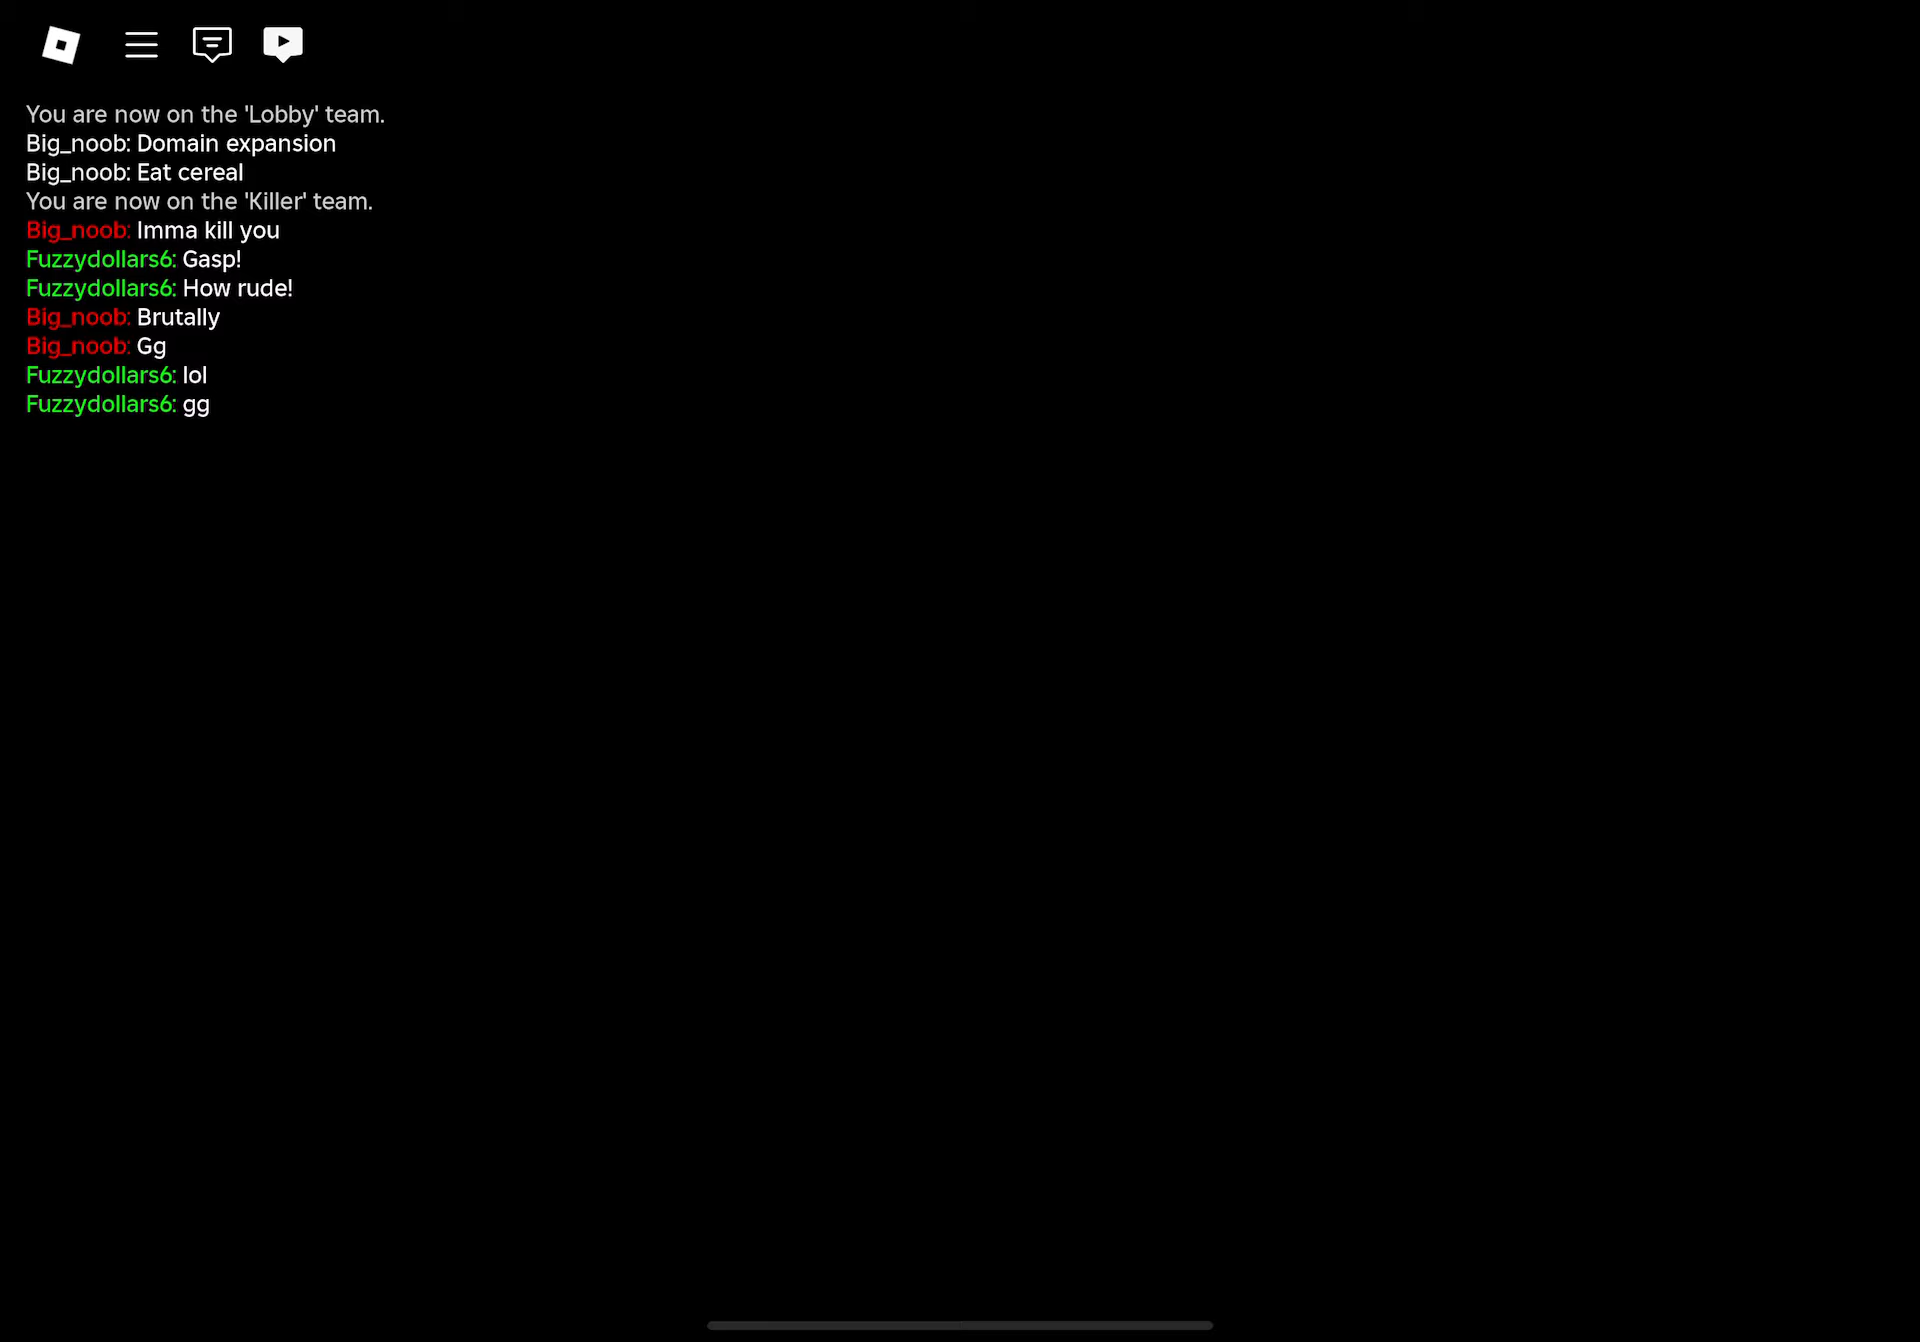 You are now on the 'Lobby' team.
Big_noob: Domain expansion
Big_noob: Eat cereal
You are now on the 'Killer' team.
Big_noob: Imma kill you
Fuzzydollars6: Gasp!
Fuzzydollars6: How rude!
Big_noob: Brutally
Big_noob: Gg
Fuzzydollars6: lol
Fuzzydollars6: gg